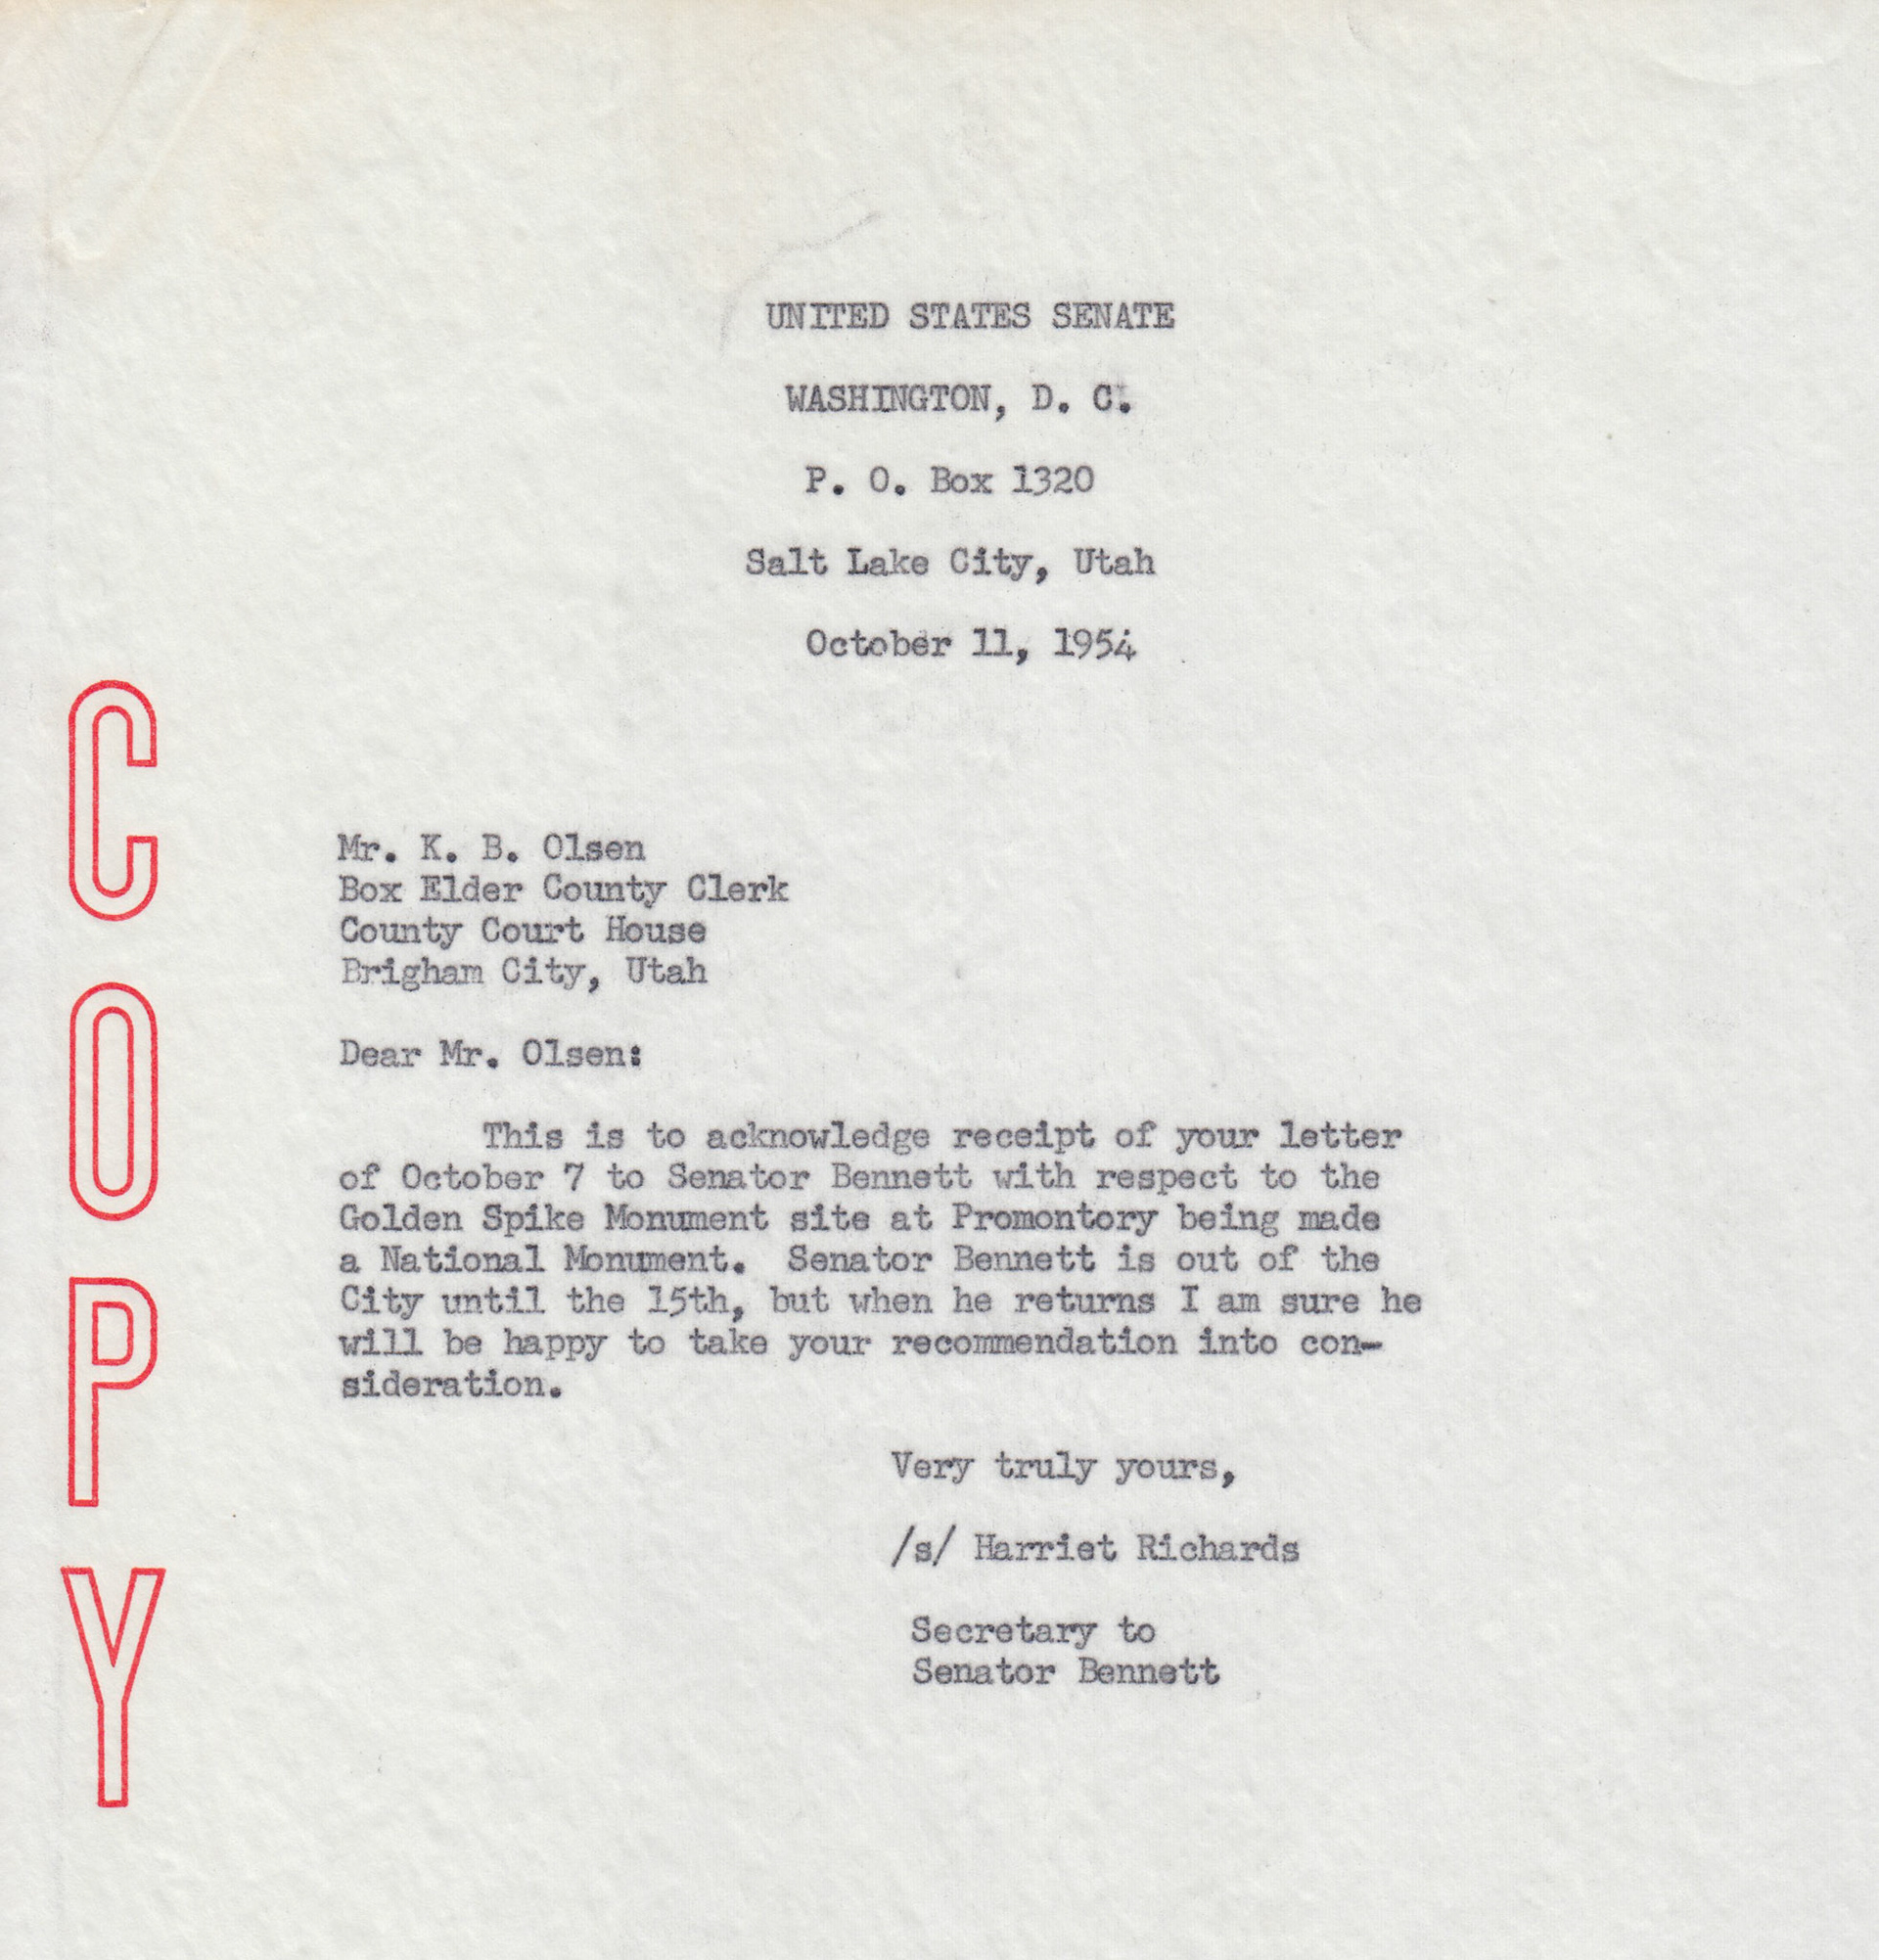 UNITED STATES SENATE
WASHINGTON, D. C.
P. O. Box 1320
Salt Lake City, Utah
October 11, 1954
COPY
Mr. K. B. Olsen
Box Elder County Clerk
County Court House
Brigham City, Utah
Dear Mr. Olsen:
This is to acknowledge receipt of your letter
of October 7 to Senator Bennett with respect to the
Golden Spike Monument site at Promontory being made
a National Monument. Senator Bennett is out of the
City until the 15th, but when he returns I am sure he
will be happy to take your recommendation into con-
sideration.
Very truly yours,
/s/ Harriet Richards
Secretary to
Senator Bennett